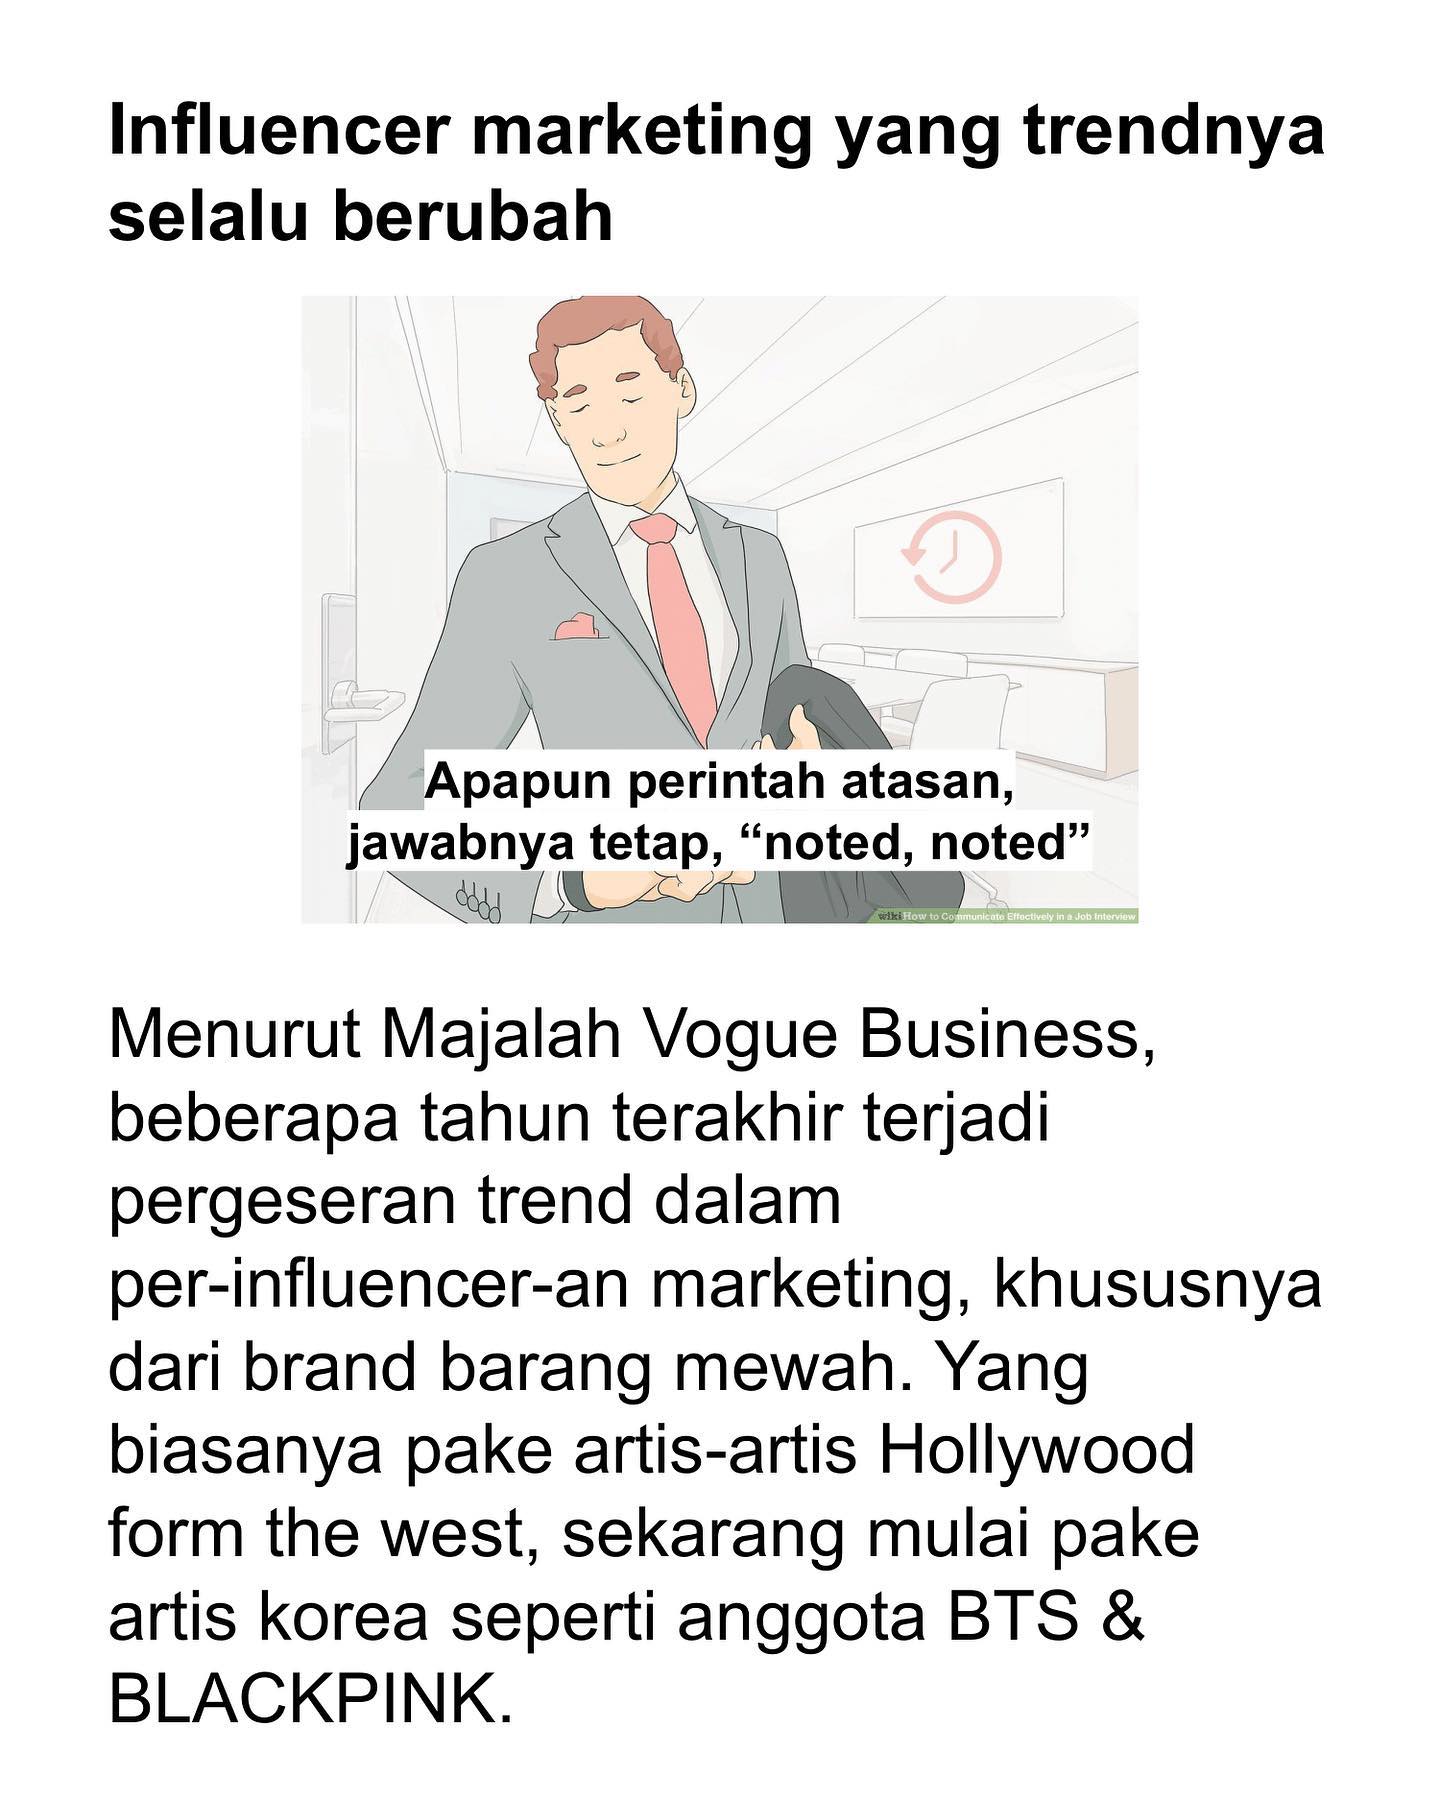 Influencer marketing yang trendnya
selalu berubah
Apapun perintah atasan,
jawabnya tetap, “noted, noted”
wikiHow to Communicate Effectively in a Job Interview
Menurut Majalah Vogue Business,
beberapa tahun terakhir terjadi
pergeseran trend dalam
per-influencer-an marketing, khususnya
dari brand barang mewah. Yang
biasanya pake artis-artis Hollywood
form the west, sekarang mulai pake
artis korea seperti anggota BTS &
BLACKPINK.